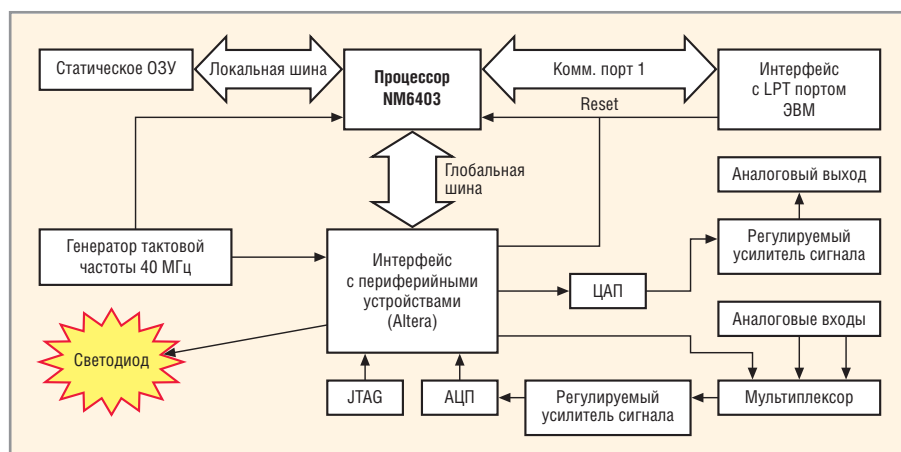 Статическое ОЗУ
Локальная шина
Процессор
NM6403
Комм. порт 1
Интерфейс
с LPT портом
ЭВМ
Reset
Глобальная
шина
Аналоговый выход
Генератор тактовой
частоты 40 МГц
Интерфейс
с периферийными
устройствами
(Altera)
ЦАП
Регулируемый
усилитель сигнала
Аналоговые входы
Светодиод
JTAG
АЦП
Регулируемый
усилитель сигнала
Мультиплексор